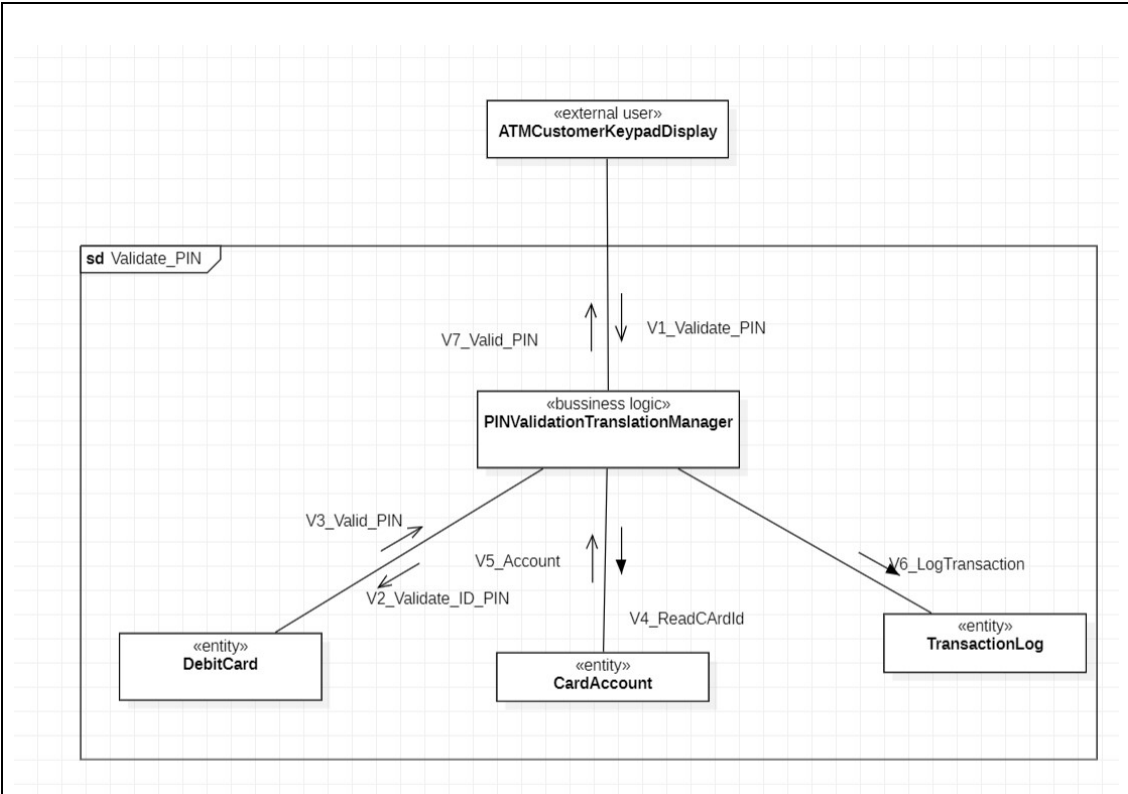 «external user»
ATMCustomerKeypadDisplay
sd Validate_PIN
V1_Validate_PIN
V7_Valid_PIN
«bussiness logic»
PINValidationTranslationManager
V3_Valid_PIN
V5_Account
V6_LogTransaction
V2_Validate_ID_PIN
V4_ReadCArdId
«entity»
DebitCard
«entity»
CardAccount
«entity»
TransactionLog